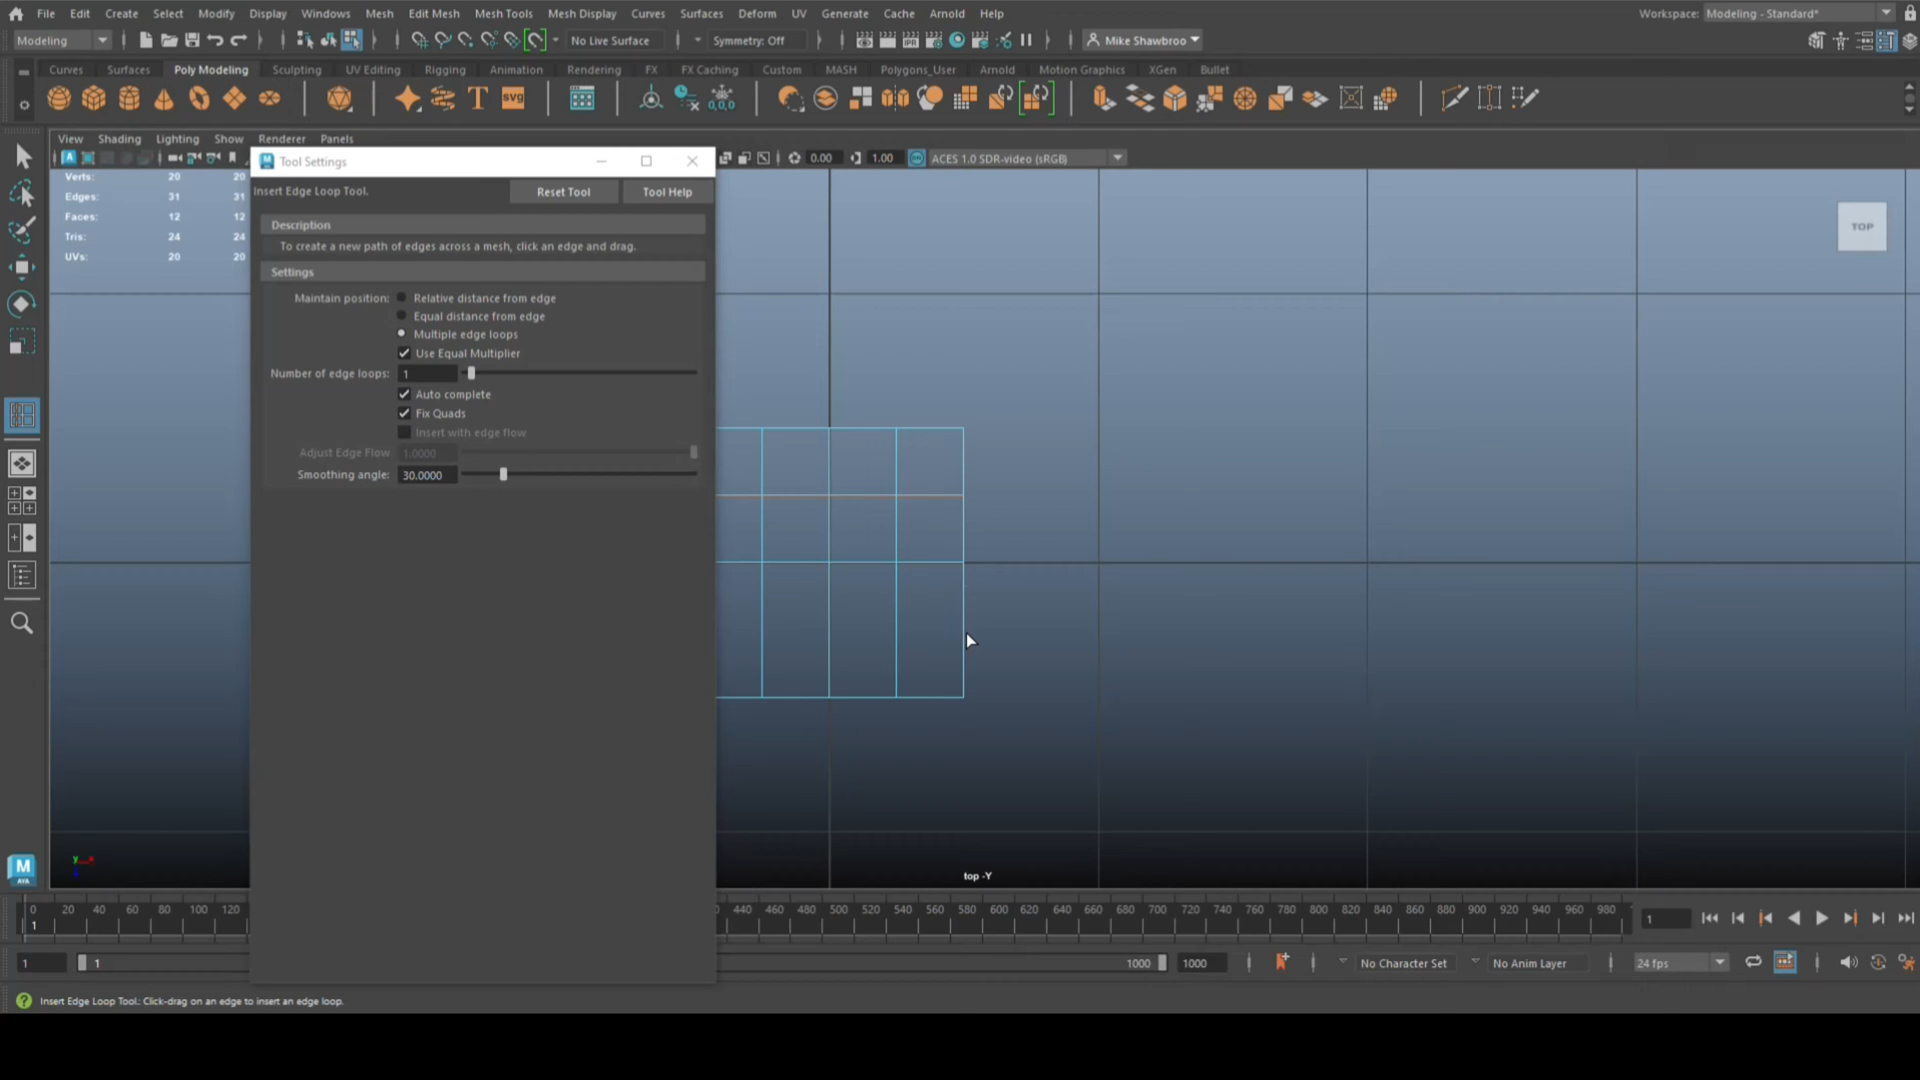 File Edit Create Select Modify Display Windows Mesh Edit Mesh Mesh Tools Mesh Display Curves Surfaces Deform UV Generate Cache Arnold Help Workspace: Modeling - Standard*
Modeling No Live Surface Symmetry: Off Mike Shawbroo
Curves Surfaces Poly Modeling Sculpting UV Editing Rigging Animation Rendering FX FX Caching Custom MASH Polygons_User Arnold Motion Graphics XGen Bullet
View Shading Lighting Show Renderer Panels
0.00 1.00 ACES 1.0 SDR-video (sRGB)
Tool Settings
Verts: 20 20
Edges: 31 31
Faces: 12 12
Tris: 24 24
UVs: 20 20
Insert Edge Loop Tool. Reset Tool Tool Help
Description
To create a new path of edges across a mesh, click an edge and drag.
Settings
Maintain position: Relative distance from edge
Equal distance from edge
Multiple edge loops
Use Equal Multiplier
Number of edge loops: 1
Auto complete
Fix Quads
Insert with edge flow
Adjust Edge Flow 1.0000
Smoothing angle: 30.0000
TOP
top -Y
0 20 40 60 80 100 120 440 460 480 500 520 540 560 580 600 620 640 660 680 700 720 740 760 780 800 820 840 860 880 900 920 940 960 980
1 1
1 1 1000 1000 No Character Set No Anim Layer 24 fps
Insert Edge Loop Tool: Click-drag on an edge to insert an edge loop.